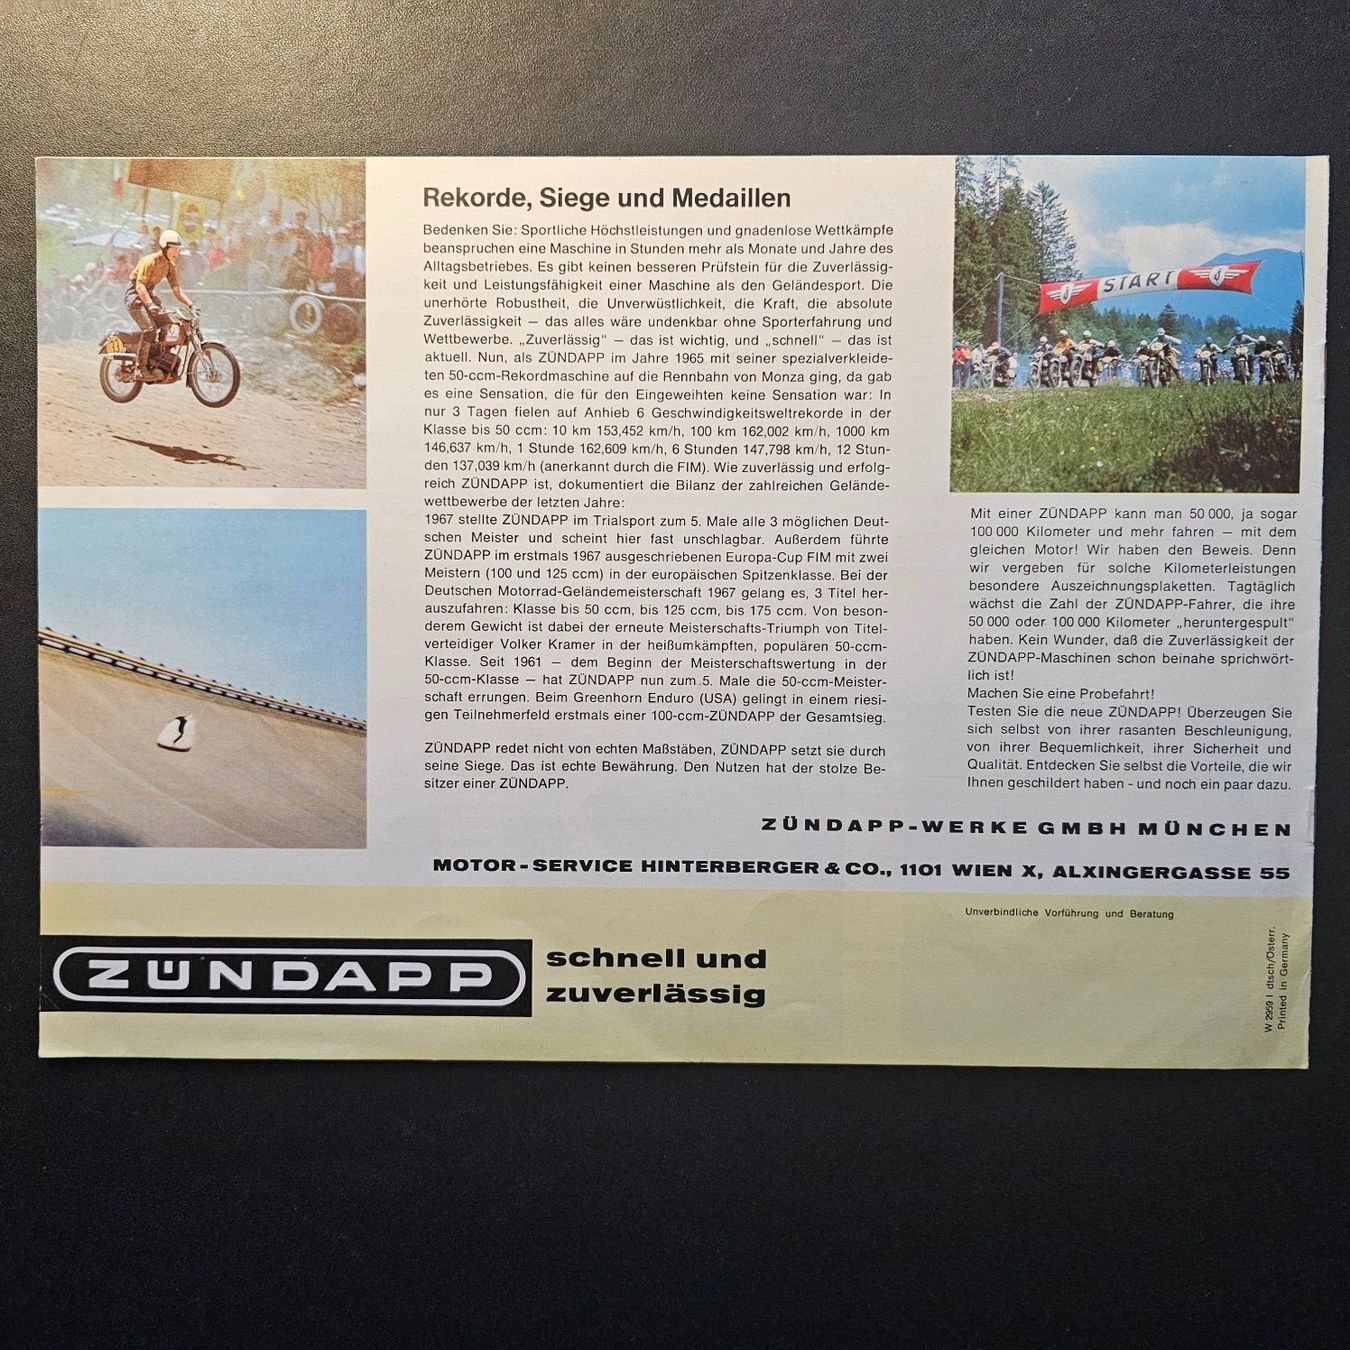 Rekorde, Siege und Medaillen
Bedenken Sie: Sportliche Höchstleistungen und gnadenlose Wettkämpfe
beanspruchen eine Maschine in Stunden mehr als Monate und Jahre des
Alltagsbetriebes. Es gibt keinen besseren Prüfstein für die Zuverlässig-
keit und Leistungsfähigkeit einer Maschine als den Geländesport. Die
unerhörte Robustheit, die Unverwüstlichkeit, die Kraft, die absolute
Zuverlässigkeit – das alles wäre undenkbar ohne Sporterfahrung und
Wettbewerbe. „Zuverlässig“ – das ist wichtig, und „schnell“ – das ist
aktuell. Nun, als ZÜNDAPP im Jahre 1965 mit seiner spezialverkleide-
ten 50-ccm-Rekordmaschine auf die Rennbahn von Monza ging, da gab
es eine Sensation, die für den Eingeweihten keine Sensation war: In
nur 3 Tagen fielen auf Anhieb 6 Geschwindigkeitsweltrekorde in der
Klasse bis 50 ccm: 10 km 153,452 km/h, 100 km 162,002 km/h, 1000 km
146,637 km/h, 1 Stunde 162,609 km/h, 6 Stunden 147,798 km/h, 12 Stun-
den 137,039 km/h (anerkannt durch die FIM). Wie zuverlässig und erfolg-
reich ZÜNDAPP ist, dokumentiert die Bilanz der zahlreichen Gelände-
wettbewerbe der letzten Jahre:
1967 stellte ZÜNDAPP im Trialsport zum 5. Male alle 3 möglichen Deut-
schen Meister und scheint hier fast unschlagbar. Außerdem führte
ZÜNDAPP im erstmals 1967 ausgeschriebenen Europa-Cup FIM mit zwei
Meistern (100 und 125 ccm) in der europäischen Spitzenklasse. Bei der
Deutschen Motorrad-Geländemeisterschaft 1967 gelang es, 3 Titel her-
auszufahren: Klasse bis 50 ccm, bis 125 ccm, bis 175 ccm. Von beson-
derem Gewicht ist dabei der erneute Meisterschafts-Triumph von Titel-
verteidiger Volker Kramer in der heißumkämpften, populären 50-ccm-
Klasse. Seit 1961 – dem Beginn der Meisterschaftswertung in der
50-ccm-Klasse – hat ZÜNDAPP nun zum 5. Male die 50-ccm-Meister-
schaft errungen. Beim Greenhorn Enduro (USA) gelingt in einem riesi-
gen Teilnehmerfeld erstmals einer 100-ccm-ZÜNDAPP der Gesamtsieg.
ZÜNDAPP redet nicht von echten Maßstäben, ZÜNDAPP setzt sie durch
seine Siege. Das ist echte Bewährung. Den Nutzen hat der stolze Be-
sitzer einer ZÜNDAPP.
START
Mit einer ZÜNDAPP kann man 50 000, ja sogar
100 000 Kilometer und mehr fahren – mit dem
gleichen Motor! Wir haben den Beweis. Denn
wir vergeben für solche Kilometerleistungen
besondere Auszeichnungsplaketten. Tagtäglich
wächst die Zahl der ZÜNDAPP-Fahrer, die ihre
50 000 oder 100 000 Kilometer „heruntergespult“
haben. Kein Wunder, daß die Zuverlässigkeit der
ZÜNDAPP-Maschinen schon beinahe sprichwört-
lich ist!
Machen Sie eine Probefahrt!
Testen Sie die neue ZÜNDAPP! Überzeugen Sie
sich selbst von ihrer rasanten Beschleunigung,
von ihrer Bequemlichkeit, ihrer Sicherheit und
Qualität. Entdecken Sie selbst die Vorteile, die wir
Ihnen geschildert haben - und noch ein paar dazu.
ZÜNDAPP-WERKE GMBH MÜNCHEN
MOTOR-SERVICE HINTERBERGER & CO., 1101 WIEN X, ALXINGERGASSE 55
Unverbindliche Vorführung und Beratung
ZÜNDAPP
schnell und
zuverlässig
W 2959 I dtsch/Österr.
Printed in Germany